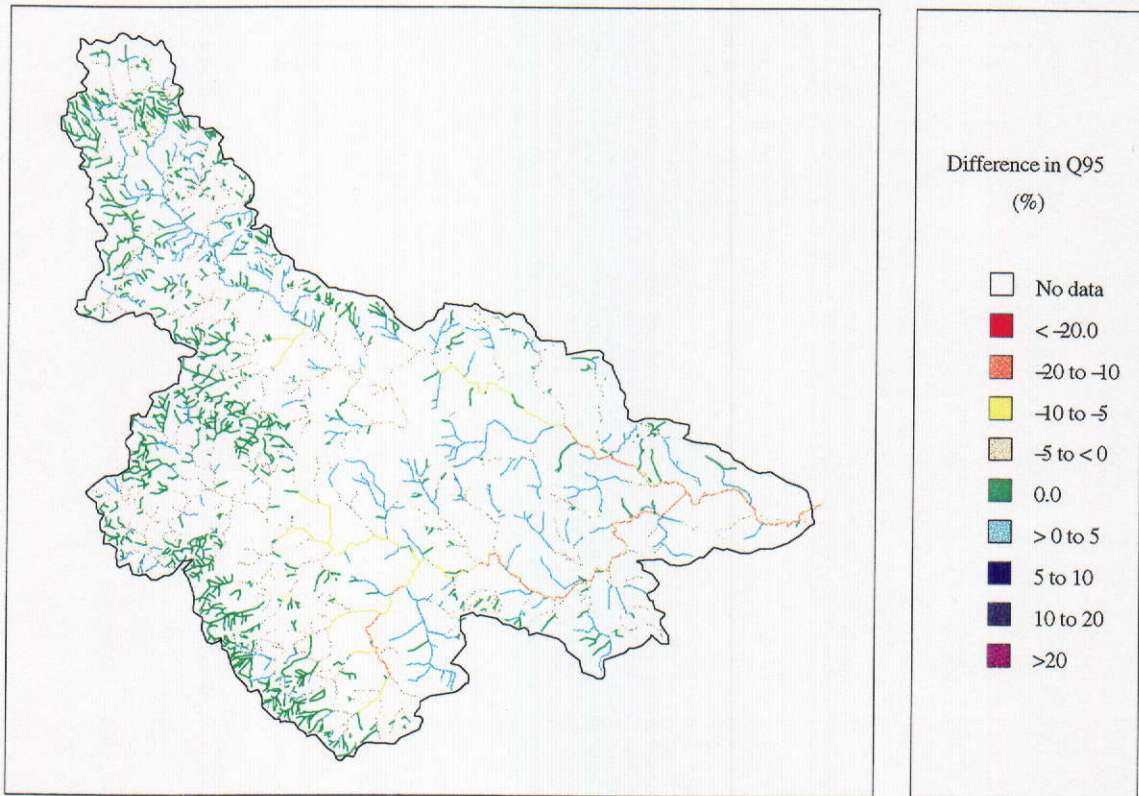 Difference in Q95
(%)
No data
< -20.0
-20 to -10
-10 to -5
-5 to < 0
0.0
> 0 to 5
5 to 10
10 to 20
>20